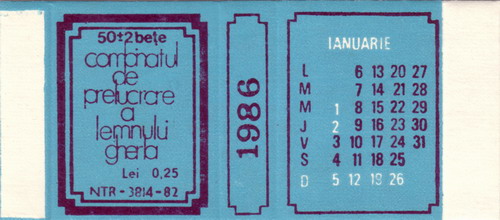 50±2 bețe
combinatul
de
prelucrare
a
lemnului
gherla
Lei 0,25
NTR - 3814-82
1986
IANUARIE
L 6 13 20 27
M 7 14 21 28
M 1 8 15 22 29
J 2 9 16 23 30
V 3 10 17 24 31
S 4 11 18 25
D 5 12 19 26